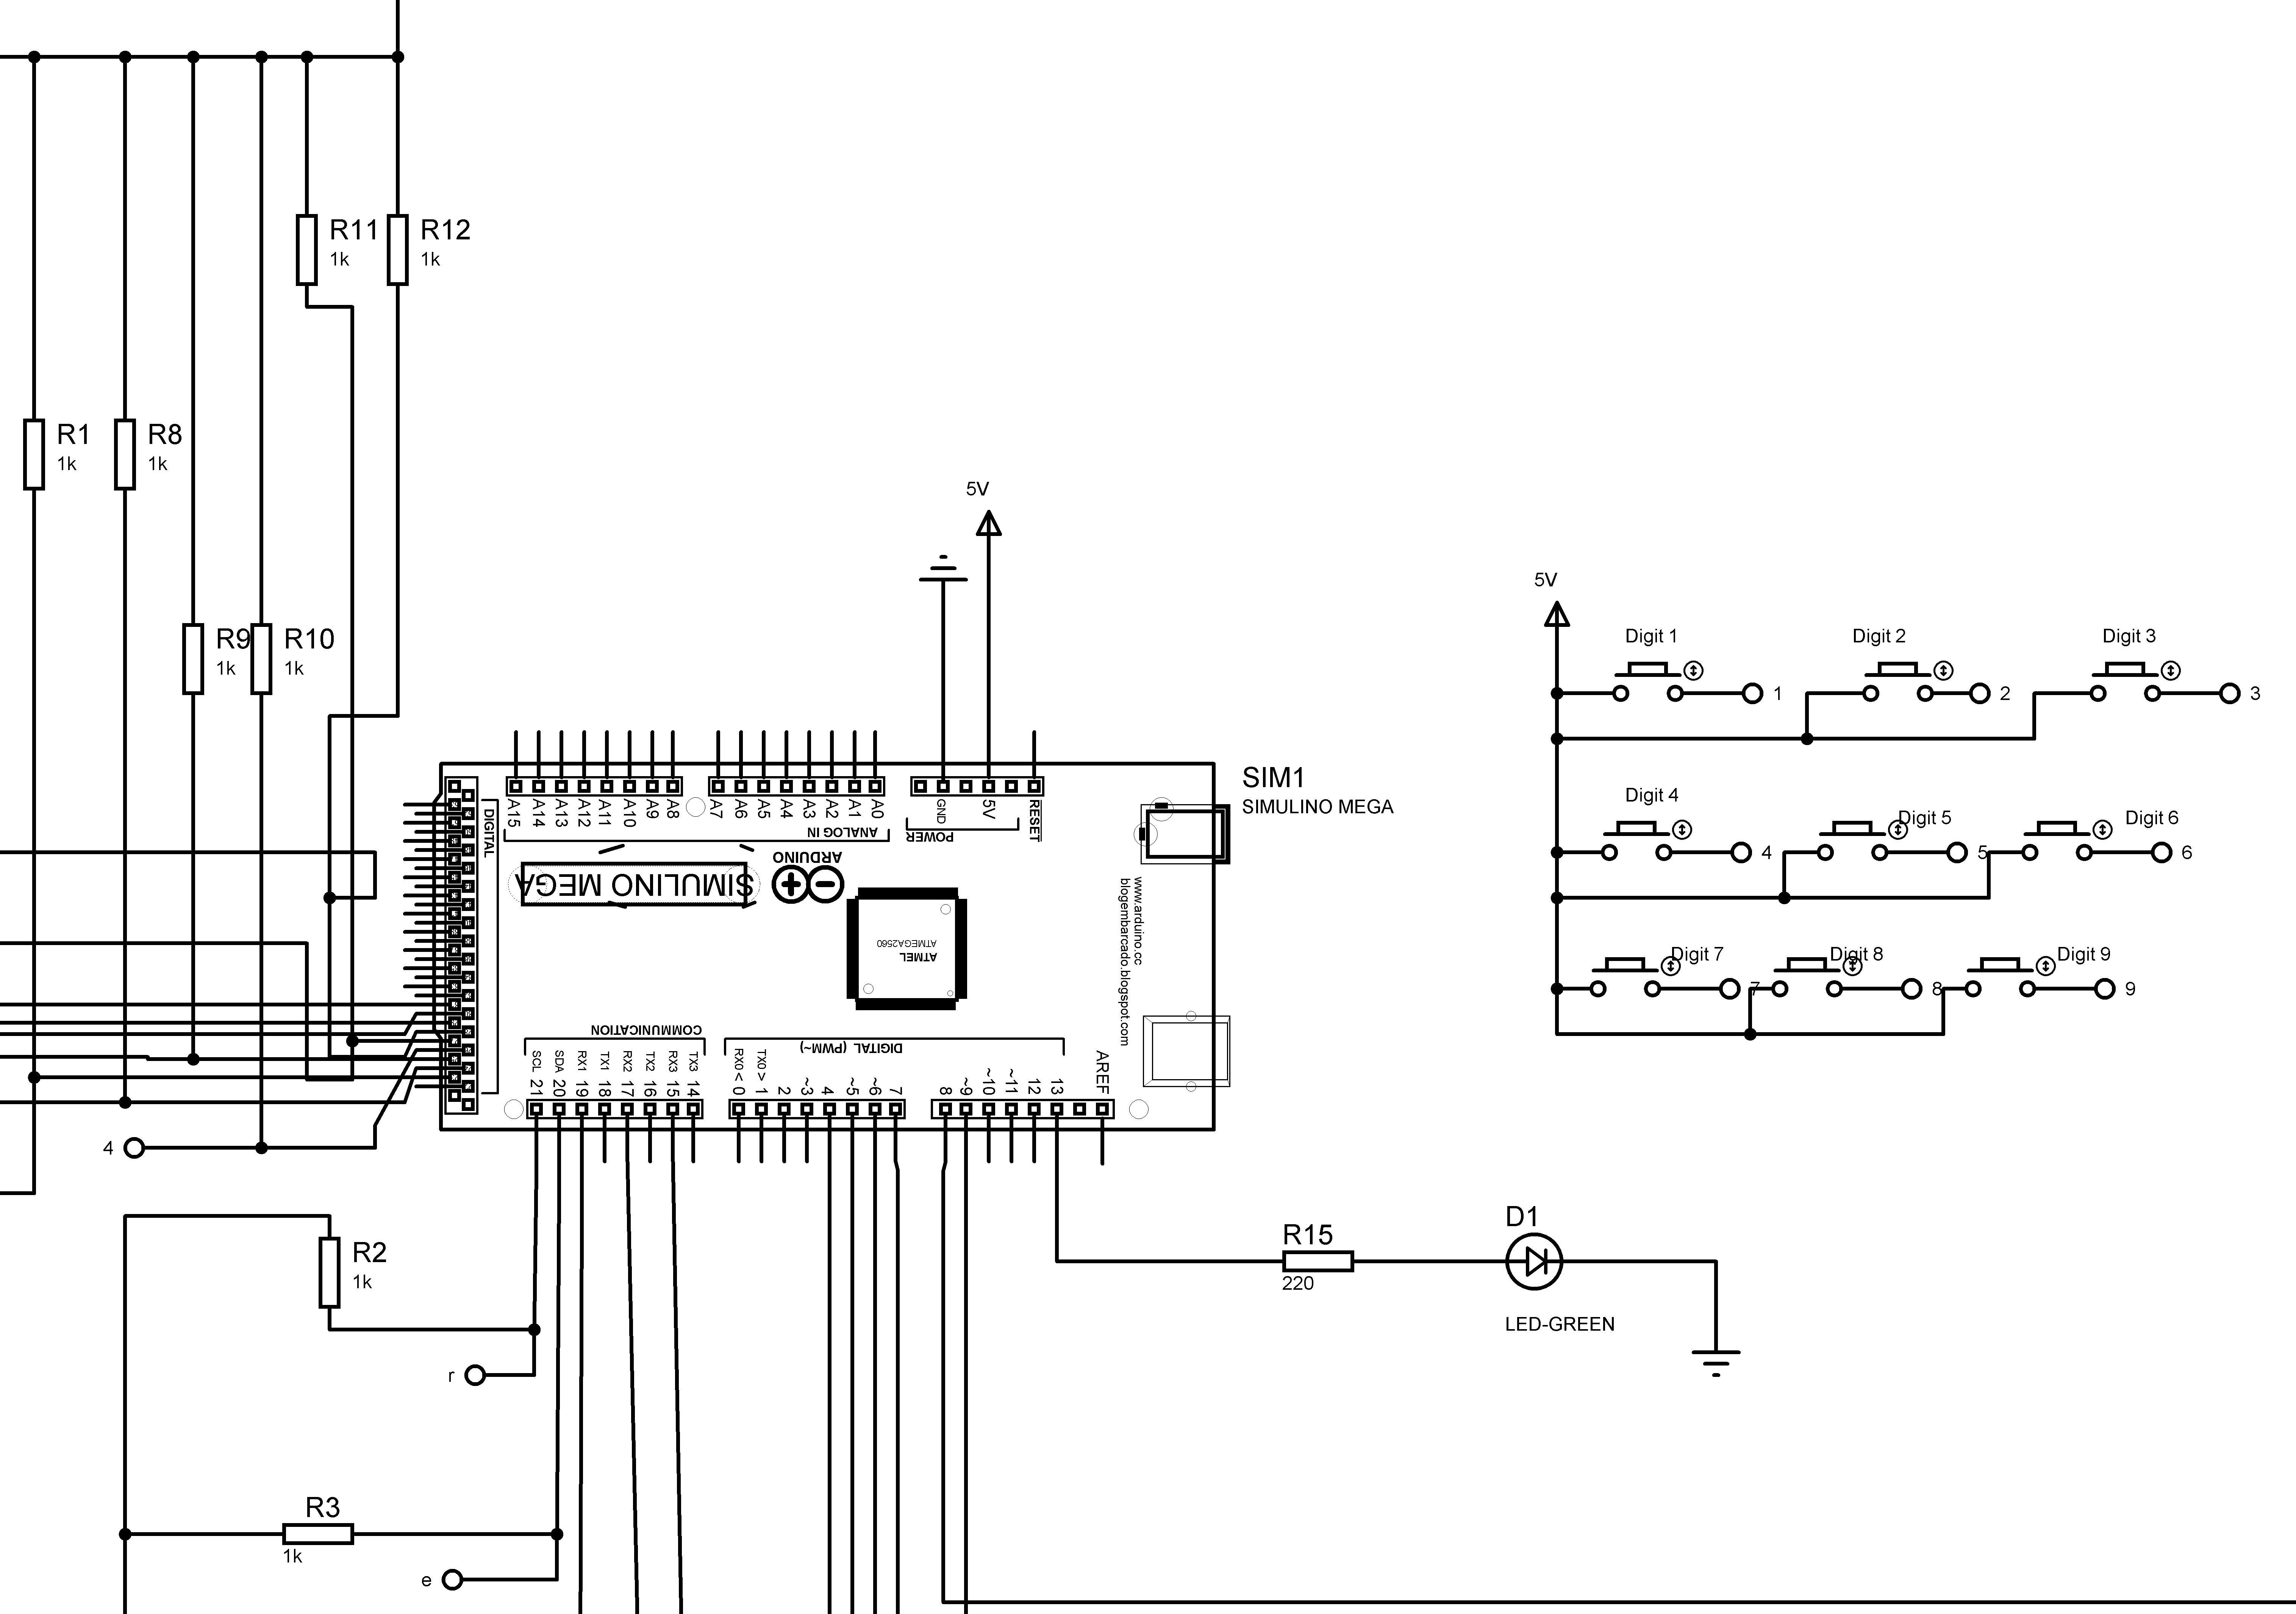 R11
1k
R12
1k
R1
1k
R8
1k
R9
1k
R10
1k
5V
5V
Digit 1
Digit 2
Digit 3
1
2
3
Digit 4
Digit 5
Digit 6
4
5
6
Digit 7
Digit 8
Digit 9
7
8
9
SIM1
SIMULINO MEGA
A15
A14
A13
A12
A11
A10
A9
A8
A7
A6
A5
A4
A3
A2
A1
A0
GND
5V
RESET
ANALOG IN
POWER
DIGITAL
ARDUINO
SIMULINO MEGA
ATMEGA2560
ATMEL
www.arduino.cc
blogembarcado.blogspot.com
COMMUNICATION
DIGITAL (PWM~)
SCL 21
SDA 20
RX1 19
TX1 18
RX2 17
TX2 16
RX3 15
TX3 14
RX0 < 0
TX0 > 1
2
~3
4
~5
~6
7
8
~9
~10
~11
12
13
AREF
4
R2
1k
r
R15
220
D1
LED-GREEN
R3
1k
e